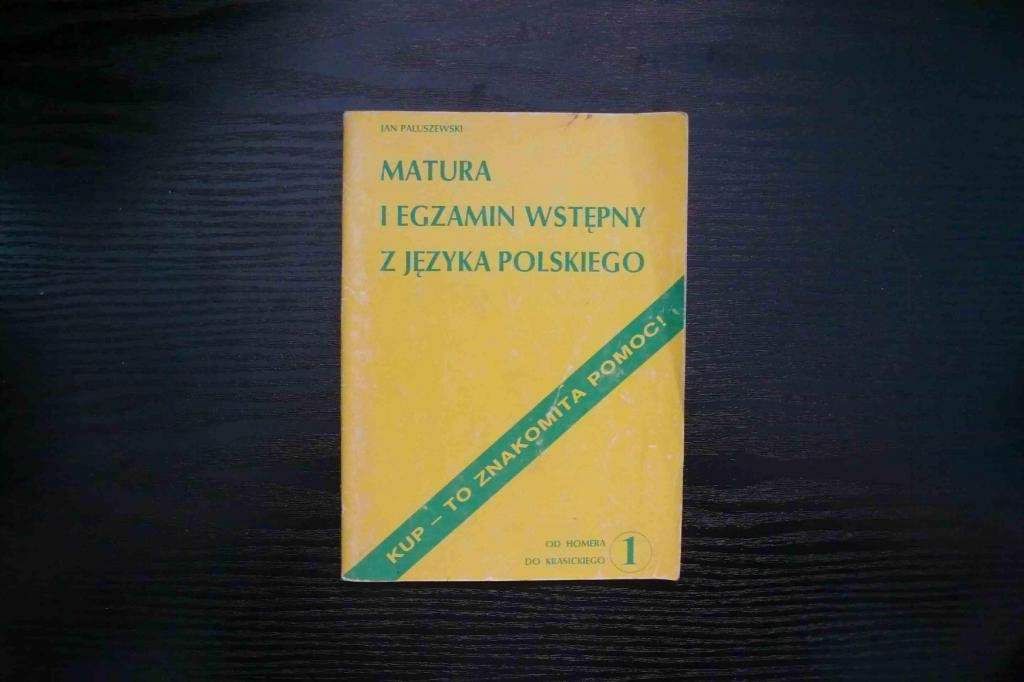 JAN PALUSZEWSKI
MATURA
I EGZAMIN WSTĘPNY
Z JĘZYKA POLSKIEGO
KUP – TO ZNAKOMITA POMOC!
OD HOMERA
DO KRASICKIEGO
1